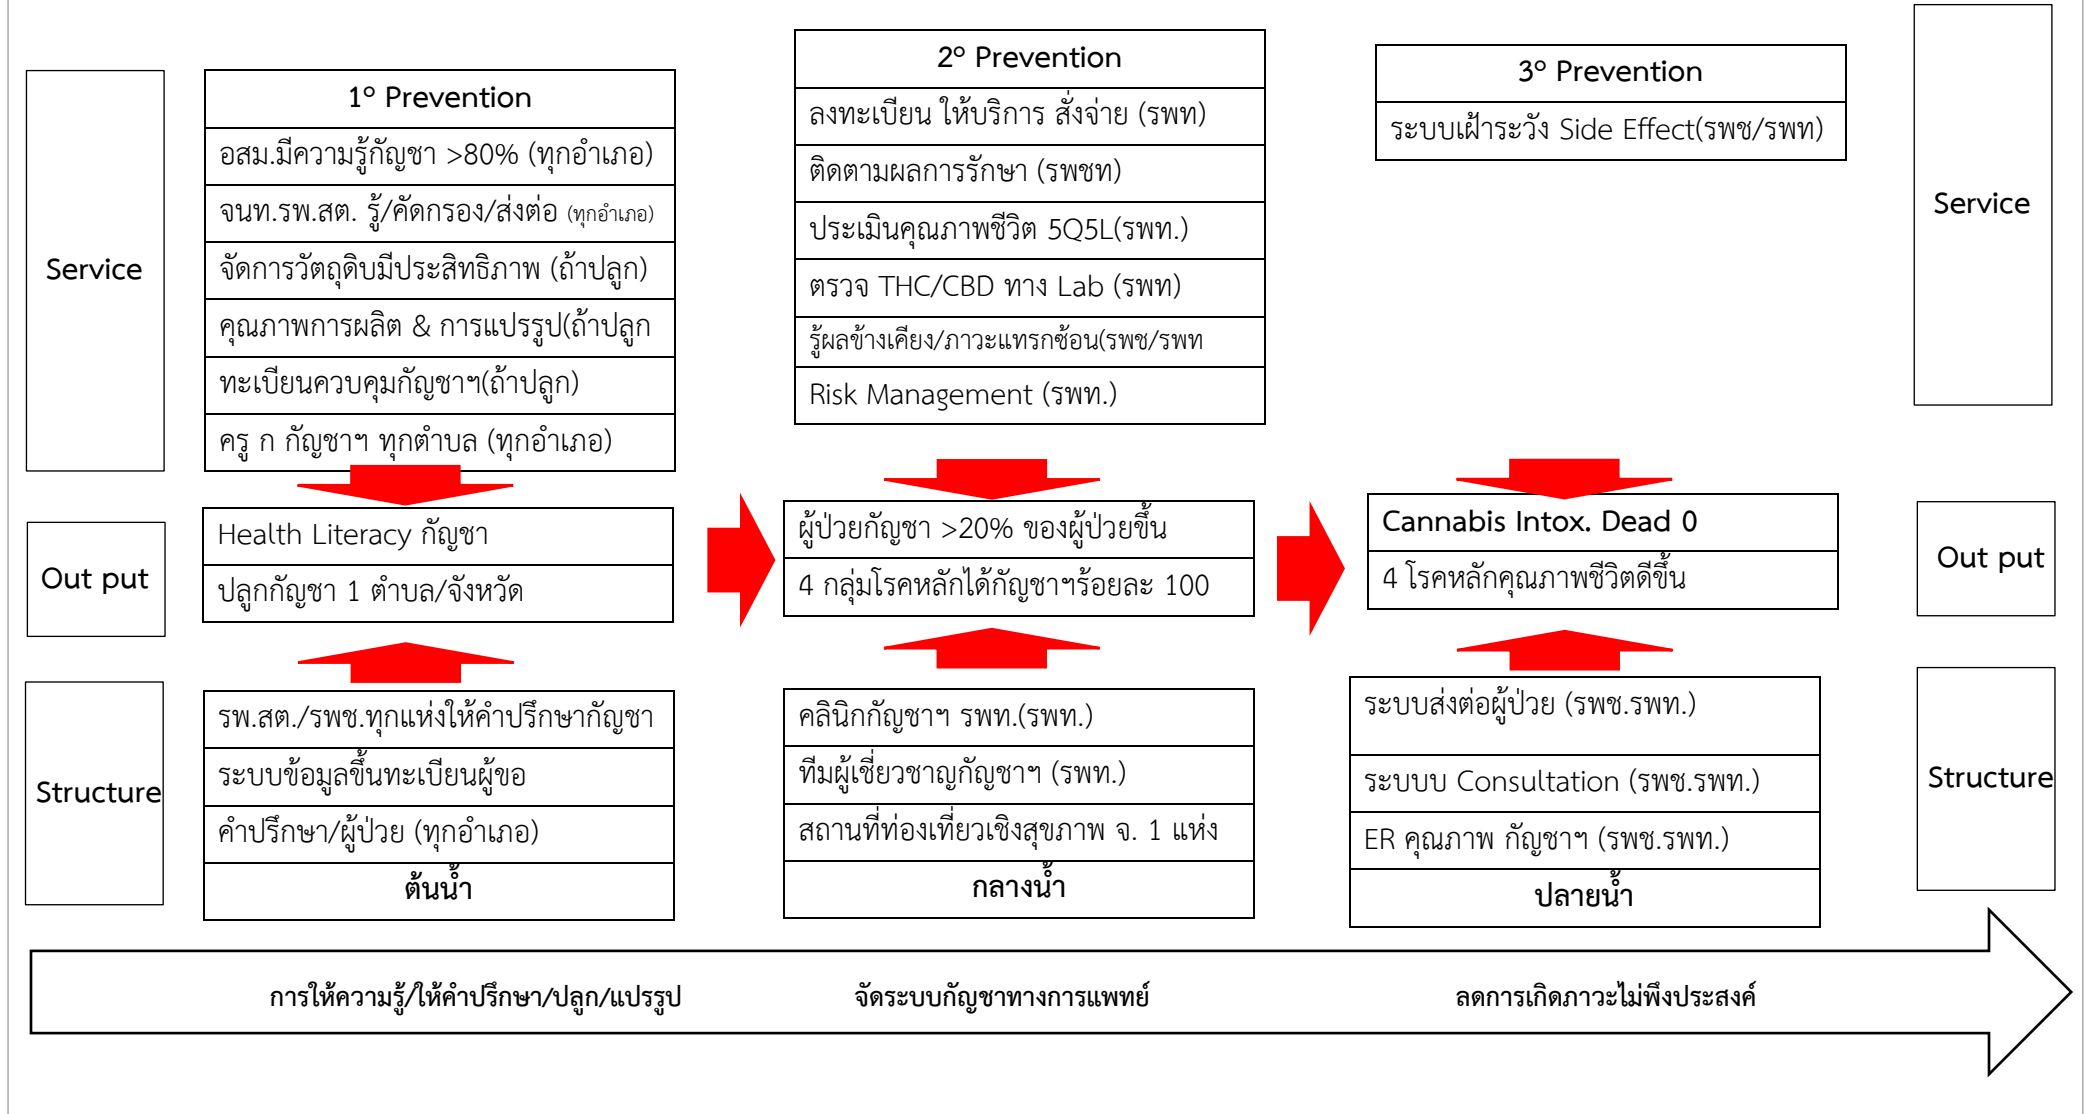 Service
1° Prevention
อสม.มีความรู้กัญชา >80% (ทุกอำเภอ)
จนท.รพ.สต. รู้/คัดกรอง/ส่งต่อ (ทุกอำเภอ)
จัดการวัตถุดิบมีประสิทธิภาพ (ถ้าปลูก)
คุณภาพการผลิต & การแปรรูป(ถ้าปลูก
ทะเบียนควบคุมกัญชาฯ(ถ้าปลูก)
ครู ก กัญชาฯ ทุกตำบล (ทุกอำเภอ)
2° Prevention
ลงทะเบียน ให้บริการ สั่งจ่าย (รพท)
ติดตามผลการรักษา (รพชท)
ประเมินคุณภาพชีวิต 5Q5L(รพท.)
ตรวจ THC/CBD ทาง Lab (รพท)
รู้ผลข้างเคียง/ภาวะแทรกซ้อน(รพช/รพท
Risk Management (รพท.)
3° Prevention
ระบบเฝ้าระวัง Side Effect(รพช/รพท)
Service
Out put
Health Literacy กัญชา
ปลูกกัญชา 1 ตำบล/จังหวัด
ผู้ป่วยกัญชา >20% ของผู้ป่วยขึ้น
4 กลุ่มโรคหลักได้กัญชาฯร้อยละ 100
Cannabis Intox. Dead 0
4 โรคหลักคุณภาพชีวิตดีขึ้น
Out put
Structure
รพ.สต./รพช.ทุกแห่งให้คำปรึกษากัญชา
ระบบข้อมูลขึ้นทะเบียนผู้ขอ
คำปรึกษา/ผู้ป่วย (ทุกอำเภอ)
ต้นน้ำ
คลินิกกัญชาฯ รพท.(รพท.)
ทีมผู้เชี่ยวชาญกัญชาฯ (รพท.)
สถานที่ท่องเที่ยวเชิงสุขภาพ จ. 1 แห่ง
กลางน้ำ
ระบบส่งต่อผู้ป่วย (รพช.รพท.)
ระบบบ Consultation (รพช.รพท.)
ER คุณภาพ กัญชาฯ (รพช.รพท.)
ปลายน้ำ
Structure
การให้ความรู้/ให้คำปรึกษา/ปลูก/แปรรูป
จัดระบบกัญชาทางการแพทย์
ลดการเกิดภาวะไม่พึงประสงค์